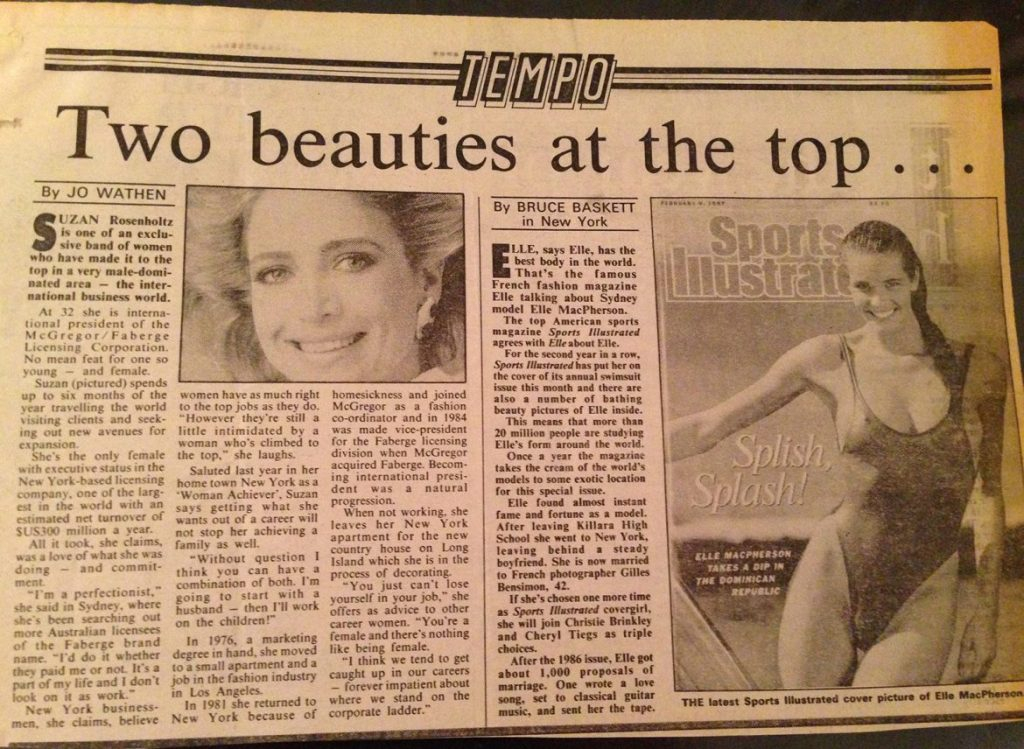 TEMPO
Two beauties at the top . . .
By JO WATHEN
SUZAN Rosenholtz
is one of an exclu-
sive band of women
who have made it to the
top in a very male-domi-
nated area — the inter-
national business world.
At 32 she is interna-
tional president of the
McGregor/Faberge
Licensing Corporation.
No mean feat for one so
young — and female.
Suzan (pictured) spends
up to six months of the
year travelling the world
visiting clients and seek-
ing out new avenues for
expansion.
She's the only female
with executive status in the
New York-based licensing
company, one of the larg-
est in the world with an
estimated net turnover of
$US300 million a year.
All it took, she claims,
was a love of what she was
doing — and commit-
ment.
"I'm a perfectionist,"
she said in Sydney, where
she's been searching out
more Australian licensees
of the Faberge brand
name. "I'd do it whether
they paid me or not. It's a
part of my life and I don't
look on it as work."
New York business-
men, she claims, believe
women have as much right
to the top jobs as they do.
"However they're still a
little intimidated by a
woman who's climbed to
the top," she laughs.
Saluted last year in her
home town New York as a
'Woman Achiever', Suzan
says getting what she
wants out of a career will
not stop her achieving a
family as well.
"Without question I
think you can have a
combination of both. I'm
going to start with a
husband — then I'll work
on the children!"
In 1976, a marketing
degree in hand, she moved
to a small apartment and a
job in the fashion industry
in Los Angeles.
In 1981 she returned to
New York because of
homesickness and joined
McGregor as a fashion
co-ordinator and in 1984
was made vice-president
for the Faberge licensing
division when McGregor
acquired Faberge. Becom-
ing international presi-
dent was a natural
progression.
When not working, she
leaves her New York
apartment for the new
country house on Long
Island which she is in the
process of decorating.
"You just can't lose
yourself in your job," she
offers as advice to other
career women. "You're a
female and there's nothing
like being female.
"I think we tend to get
caught up in our careers
— forever impatient about
where we stand on the
corporate ladder."
By BRUCE BASKETT
in New York
ELLE, says Elle, has the
best body in the world.
That's the famous
French fashion magazine
Elle talking about Sydney
model Elle MacPherson.
The top American sports
magazine Sports Illustrated
agrees with Elle about Elle.
For the second year in a row,
Sports Illustrated has put her on
the cover of its annual swimsuit
issue this month and there are
also a number of bathing
beauty pictures of Elle inside.
This means that more than
20 million people are studying
Elle's form around the world.
Once a year the magazine
takes the cream of the world's
models to some exotic location
for this special issue.
Elle found almost instant
fame and fortune as a model.
After leaving Killara High
School she went to New York,
leaving behind a steady
boyfriend. She is now married
to French photographer Gilles
Bensimon, 42.
If she's chosen one more time
as Sports Illustrated covergirl,
she will join Christie Brinkley
and Cheryl Tiegs as triple
choices.
After the 1986 issue, Elle got
about 1,000 proposals of
marriage. One wrote a love
song, set to classical guitar
music, and sent her the tape.
FEBRUARY 9, 1987
Sports
Illustrate
Splish,
Splash!
ELLE MACPHERSON
TAKES A DIP IN
THE DOMINICAN
REPUBLIC
THE latest Sports Illustrated cover picture of Elle MacPherson